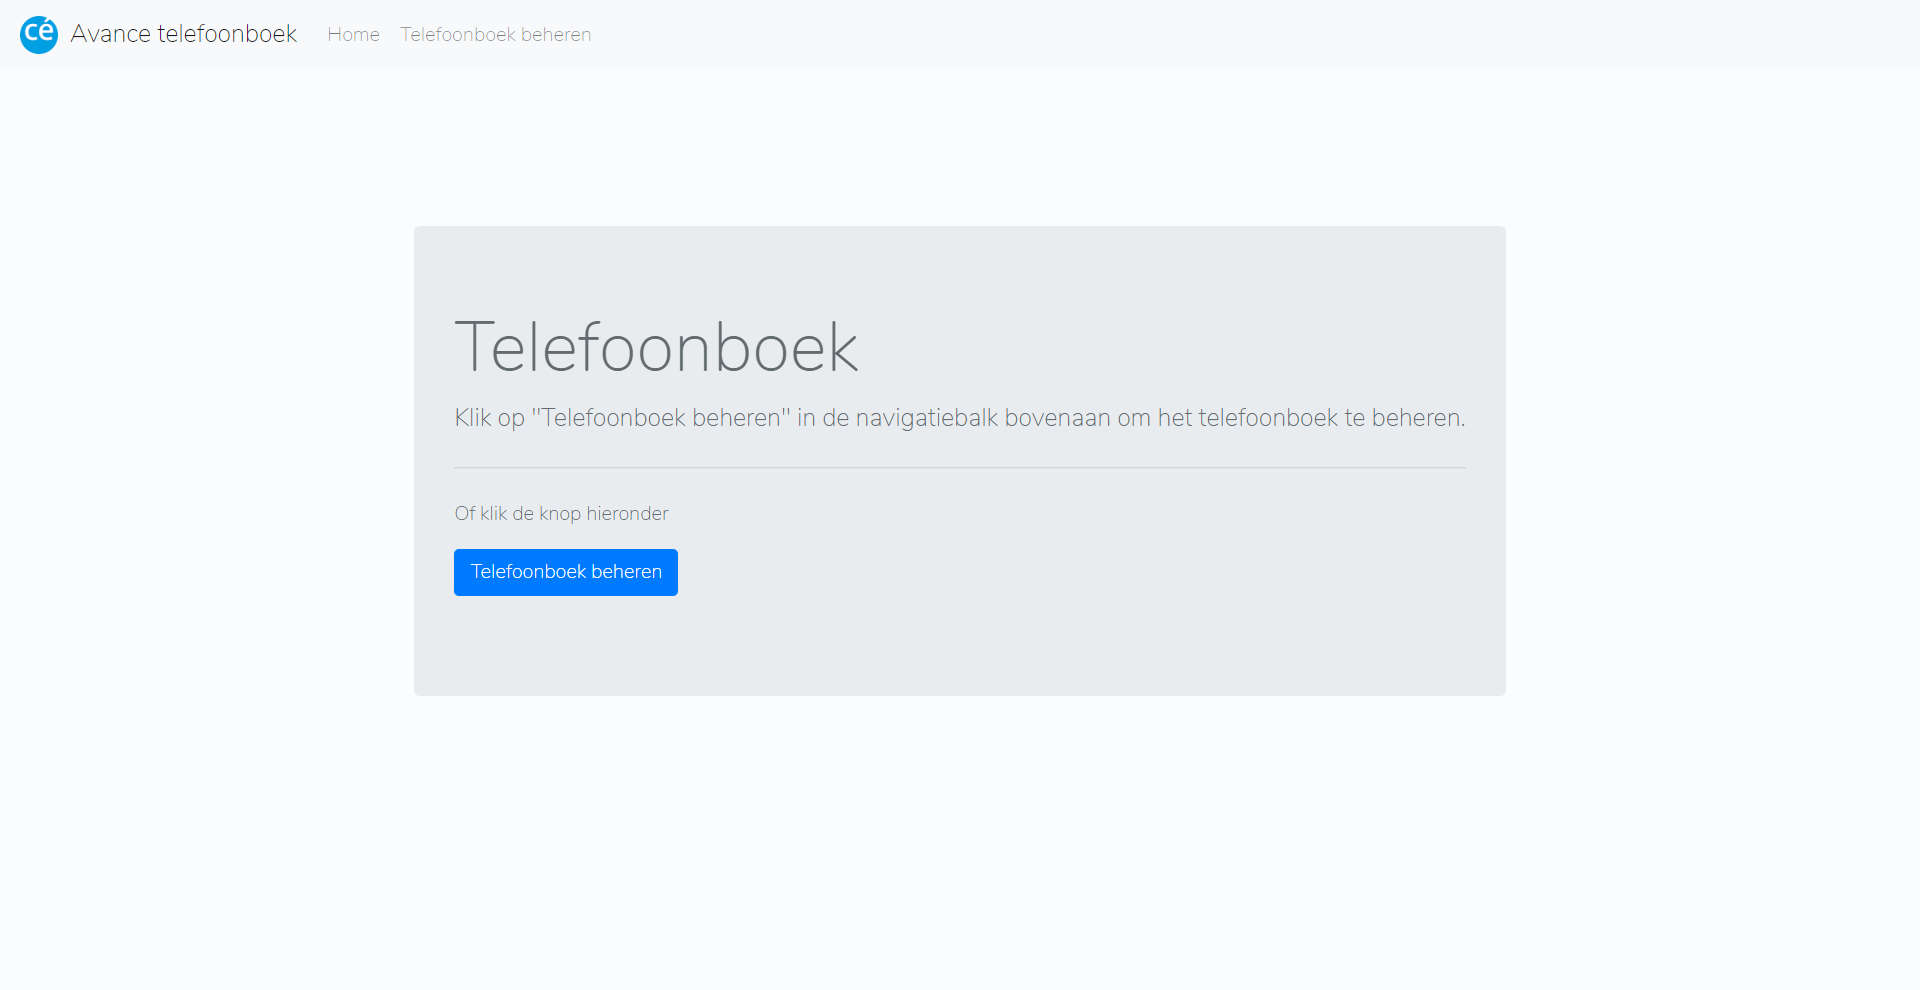 cé Avance telefoonboek Home Telefoonboek beheren
Telefoonboek
Klik op "Telefoonboek beheren" in de navigatiebalk bovenaan om het telefoonboek te beheren.
Of klik de knop hieronder
Telefoonboek beheren